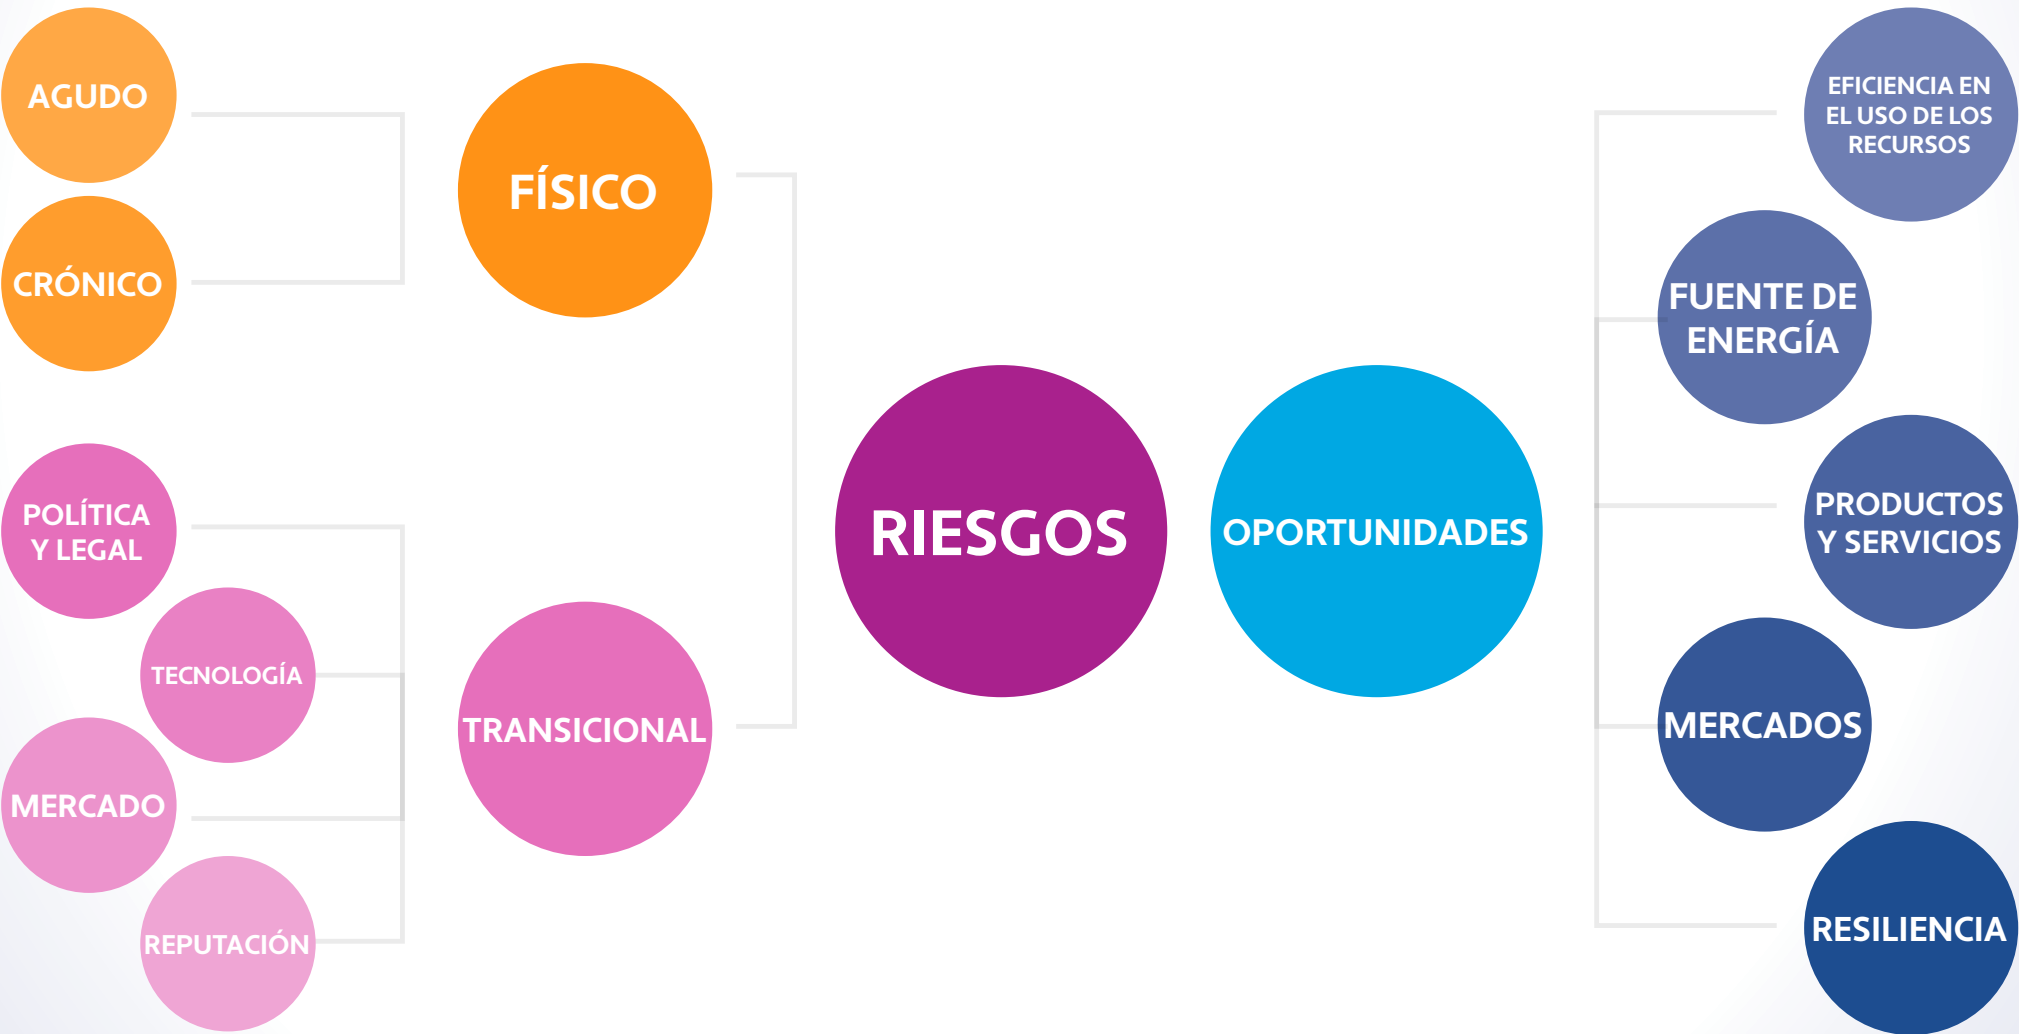 AGUDO
CRÓNICO
FÍSICO
POLÍTICA
Y LEGAL
TECNOLOGÍA
MERCADO
REPUTACIÓN
TRANSICIONAL
RIESGOS
OPORTUNIDADES
EFICIENCIA EN
EL USO DE LOS
RECURSOS
FUENTE DE
ENERGÍA
PRODUCTOS
Y SERVICIOS
MERCADOS
RESILIENCIA